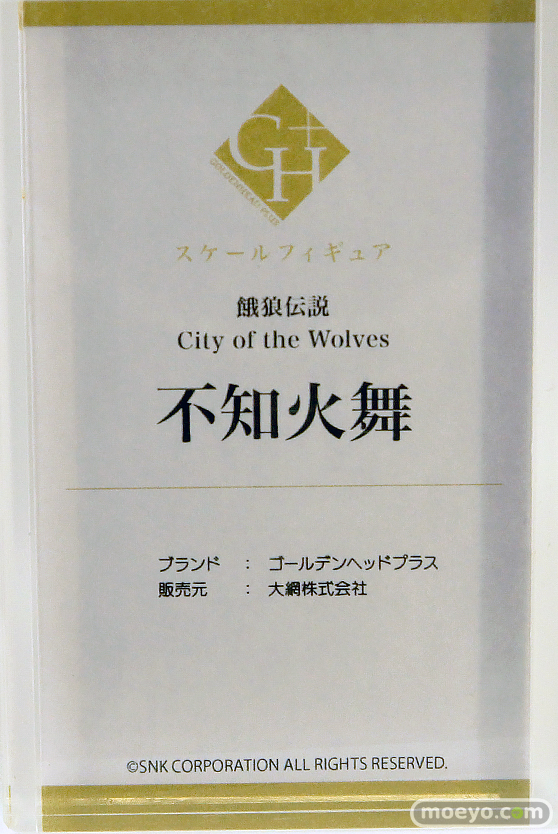 GH+
GOLDENHEAD PLUS
スケールフィギュア
餓狼伝説
City of the Wolves
不知火舞
ブランド : ゴールデンヘッドプラス
販売元 : 大網株式会社
©SNK CORPORATION ALL RIGHTS RESERVED.
moeyo.com